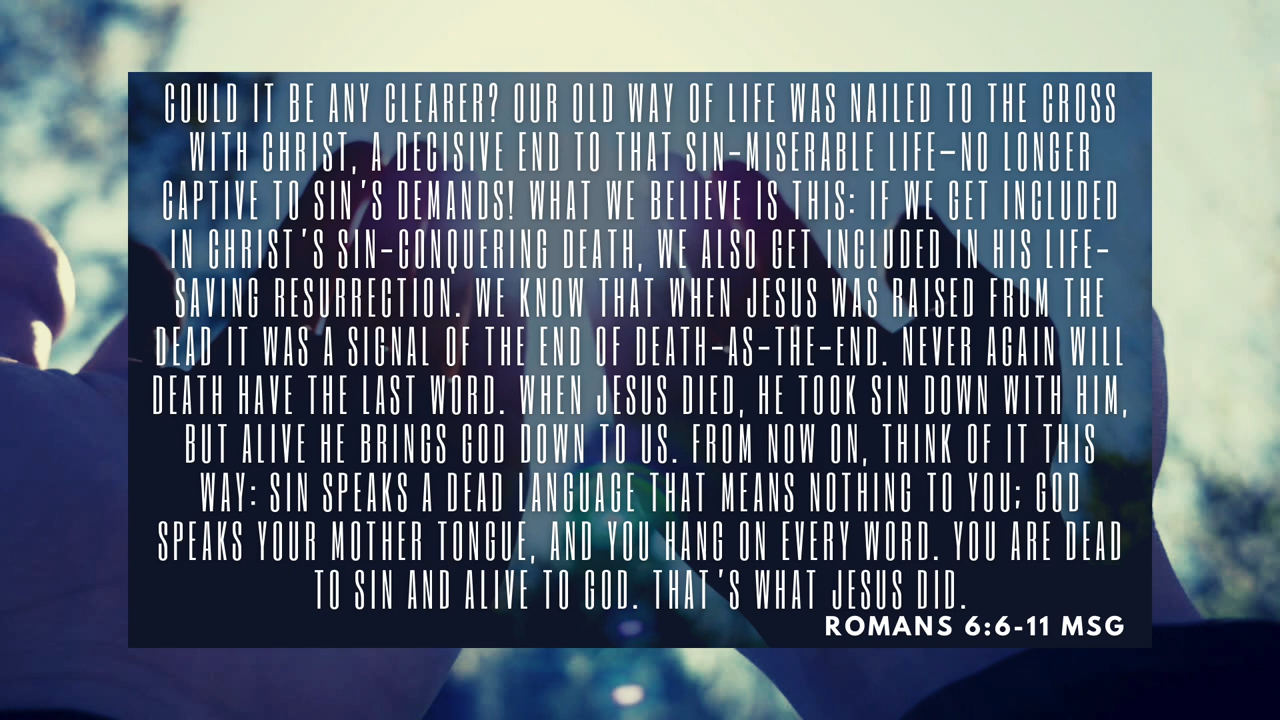 COULD IT BE ANY CLEARER? OUR OLD WAY OF LIFE WAS NAILED TO THE CROSS
WITH CHRIST, A DECISIVE END TO THAT SIN-MISERABLE LIFE—NO LONGER
CAPTIVE TO SIN'S DEMANDS! WHAT WE BELIEVE IS THIS: IF WE GET INCLUDED
IN CHRIST'S SIN-CONQUERING DEATH, WE ALSO GET INCLUDED IN HIS LIFE-
SAVING RESURRECTION. WE KNOW THAT WHEN JESUS WAS RAISED FROM THE
DEAD IT WAS A SIGNAL OF THE END OF DEATH-AS-THE-END. NEVER AGAIN WILL
DEATH HAVE THE LAST WORD. WHEN JESUS DIED, HE TOOK SIN DOWN WITH HIM,
BUT ALIVE HE BRINGS GOD DOWN TO US. FROM NOW ON, THINK OF IT THIS
WAY: SIN SPEAKS A DEAD LANGUAGE THAT MEANS NOTHING TO YOU; GOD
SPEAKS YOUR MOTHER TONGUE, AND YOU HANG ON EVERY WORD. YOU ARE DEAD
TO SIN AND ALIVE TO GOD. THAT'S WHAT JESUS DID.
ROMANS 6:6-11 MSG